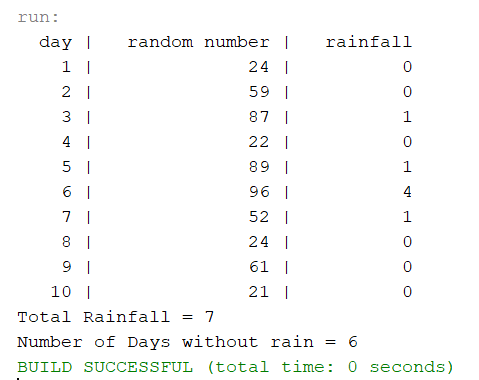 run:
day | random number | rainfall
1 | 24 | 0
2 | 59 | 0
3 | 87 | 1
4 | 22 | 0
5 | 89 | 1
6 | 96 | 4
7 | 52 | 1
8 | 24 | 0
9 | 61 | 0
10 | 21 | 0
Total Rainfall = 7
Number of Days without rain = 6
BUILD SUCCESSFUL (total time: 0 seconds)